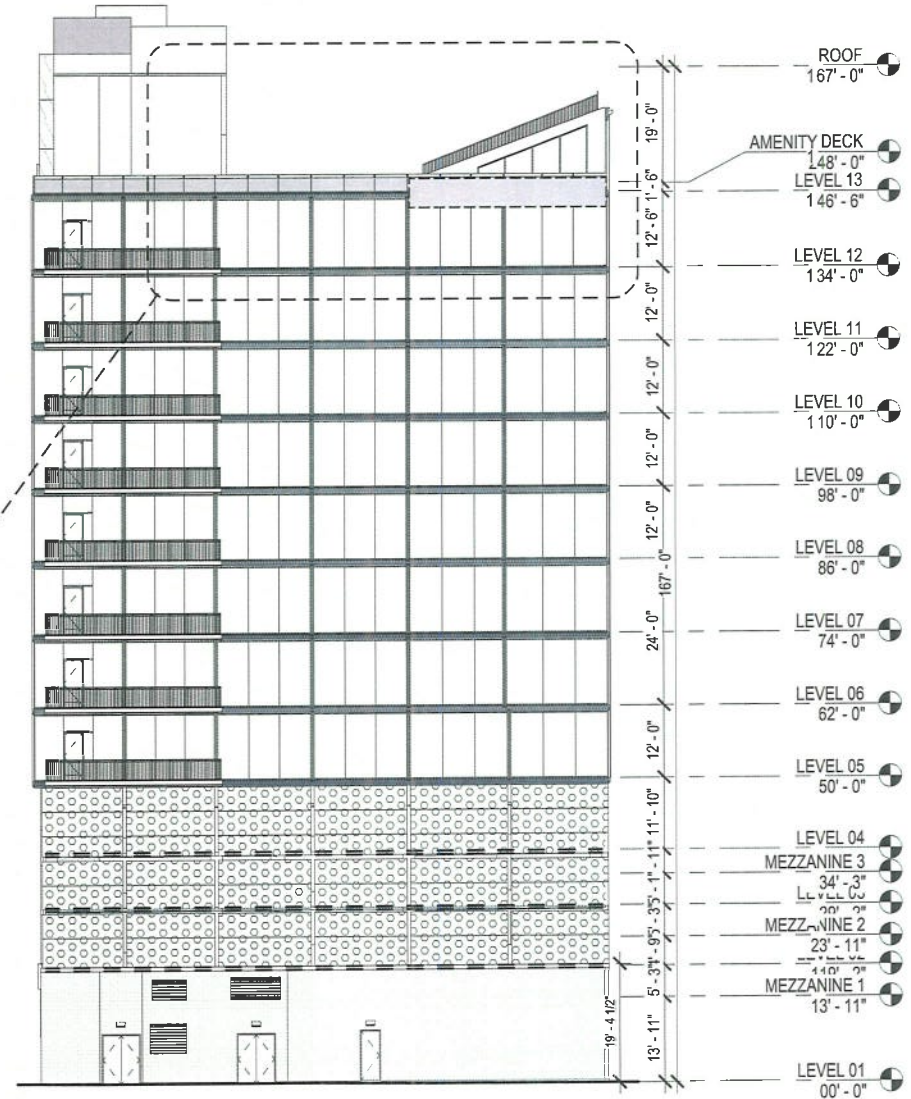 ROOF
167' - 0"
AMENITY DECK
148' - 0"
LEVEL 13
146' - 6"
LEVEL 12
134' - 0"
LEVEL 11
122' - 0"
LEVEL 10
110' - 0"
LEVEL 09
98' - 0"
LEVEL 08
86' - 0"
LEVEL 07
74' - 0"
LEVEL 06
62' - 0"
LEVEL 05
50' - 0"
LEVEL 04
MEZZANINE 3
34' - 3"
MEZZANINE 2
23' - 11"
MEZZANINE 1
13' - 11"
LEVEL 01
00' - 0"
19' - 0"
1' - 6"
12' - 6"
12' - 0"
12' - 0"
12' - 0"
12' - 0"
167' - 0"
24' - 0"
12' - 0"
11' - 10"
5' - 3"
13' - 11"
19' - 4 1/2"